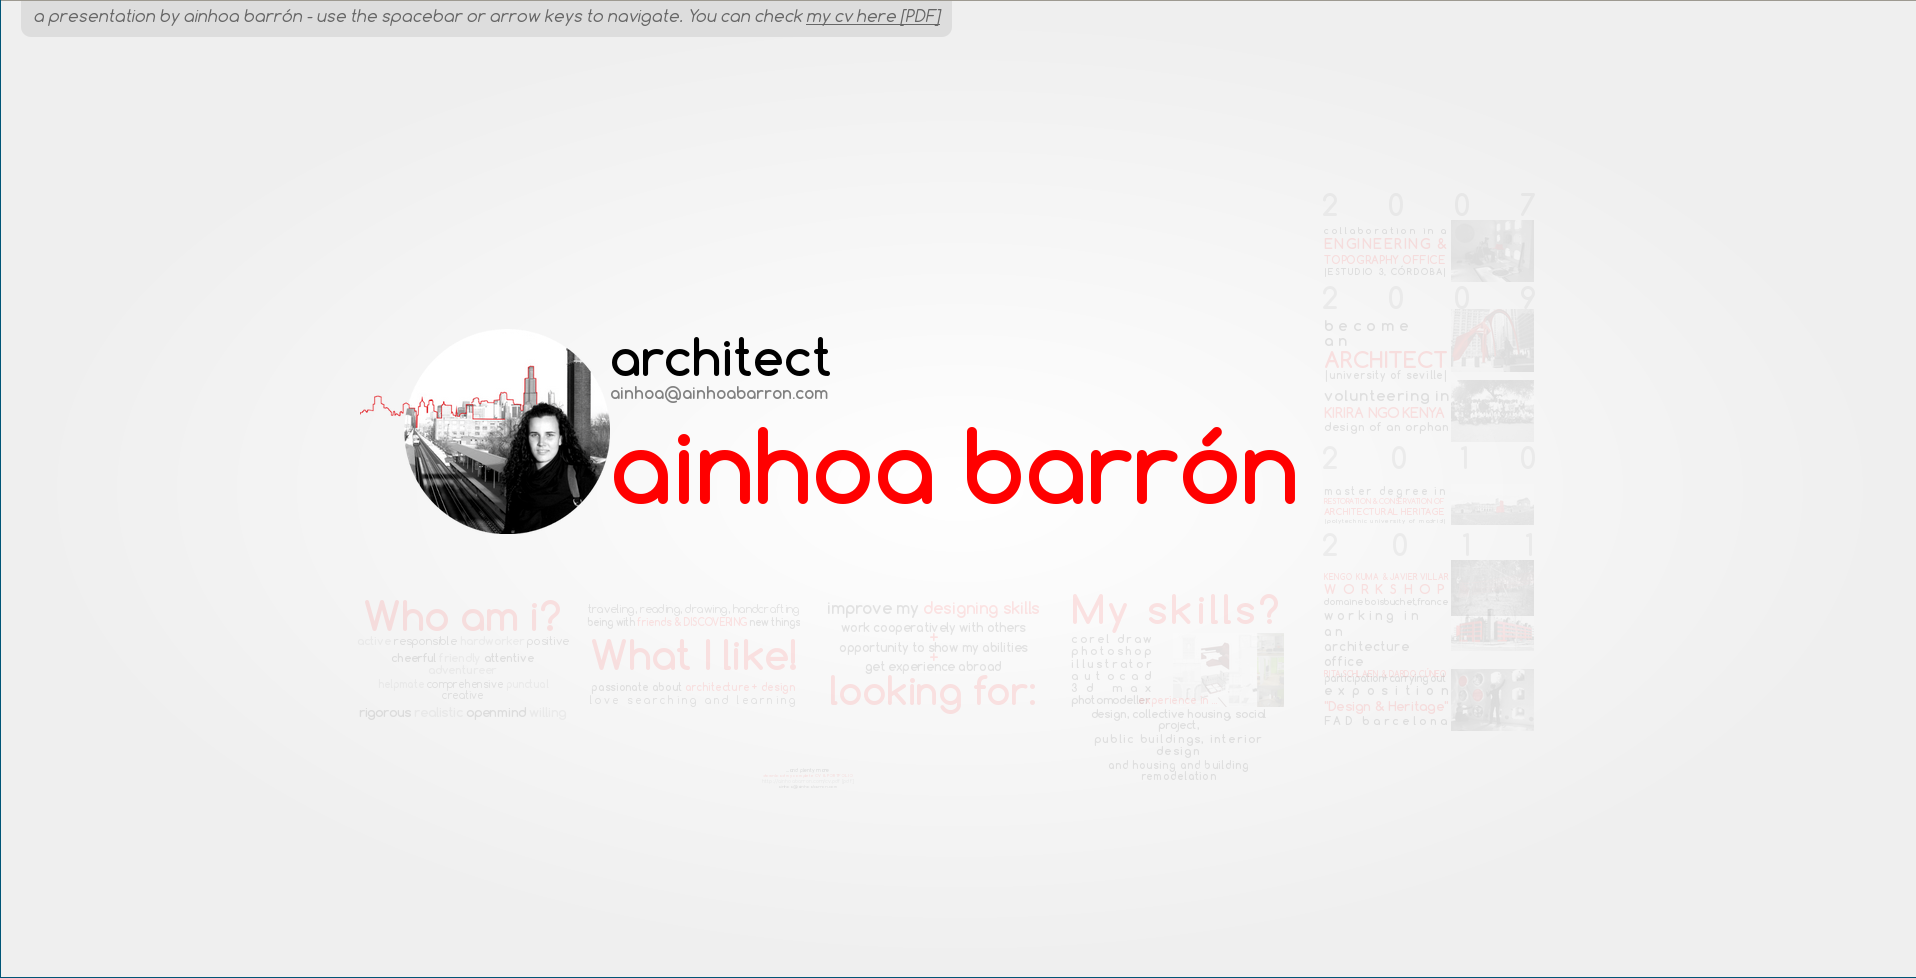 a presentation by ainhoa barrón - use the spacebar or arrow keys to navigate. You can check my cv here [PDF]
architect
ainhoa@ainhoabarron.com
ainhoa barrón
Who am i?
active responsible hardworker positive
cheerful friendly attentive
adventureer
helpmate comprehensive punctual
creative
rigorous realistic openmind willing
traveling, reading, drawing, handcrafting
being with friends & DISCOVERING new things
What I like!
passionate about architecture + design
love searching and learning
improve my designing skills
work cooperatively with others
+
opportunity to show my abilities
+
get experience abroad
looking for:
My skills?
corel draw
photoshop
illustrator
autocad
3d max
photomodeller
experience in...
design, collective housing, social
project,
public buildings, interior
design
and housing and building
remodelation
2007
collaboration in a
ENGINEERING &
TOPOGRAPHY OFFICE
|ESTUDIO 3, CÓRDOBA|
2009
become
an
ARCHITECT
|university of seville|
volunteering in
KIRIRA NGO KENYA
design of an orphan
2010
master degree in
RESTORATION & CONSERVATION OF
ARCHITECTURAL HERITAGE
|polytechnic university of madrid|
2011
KENGO KUMA & JAVIER VILLAR
WORKSHOP
domaine boisbuchet,france
working in
an
architecture
office
participation carrying out
exposition
"Design & Heritage"
FAD barcelona